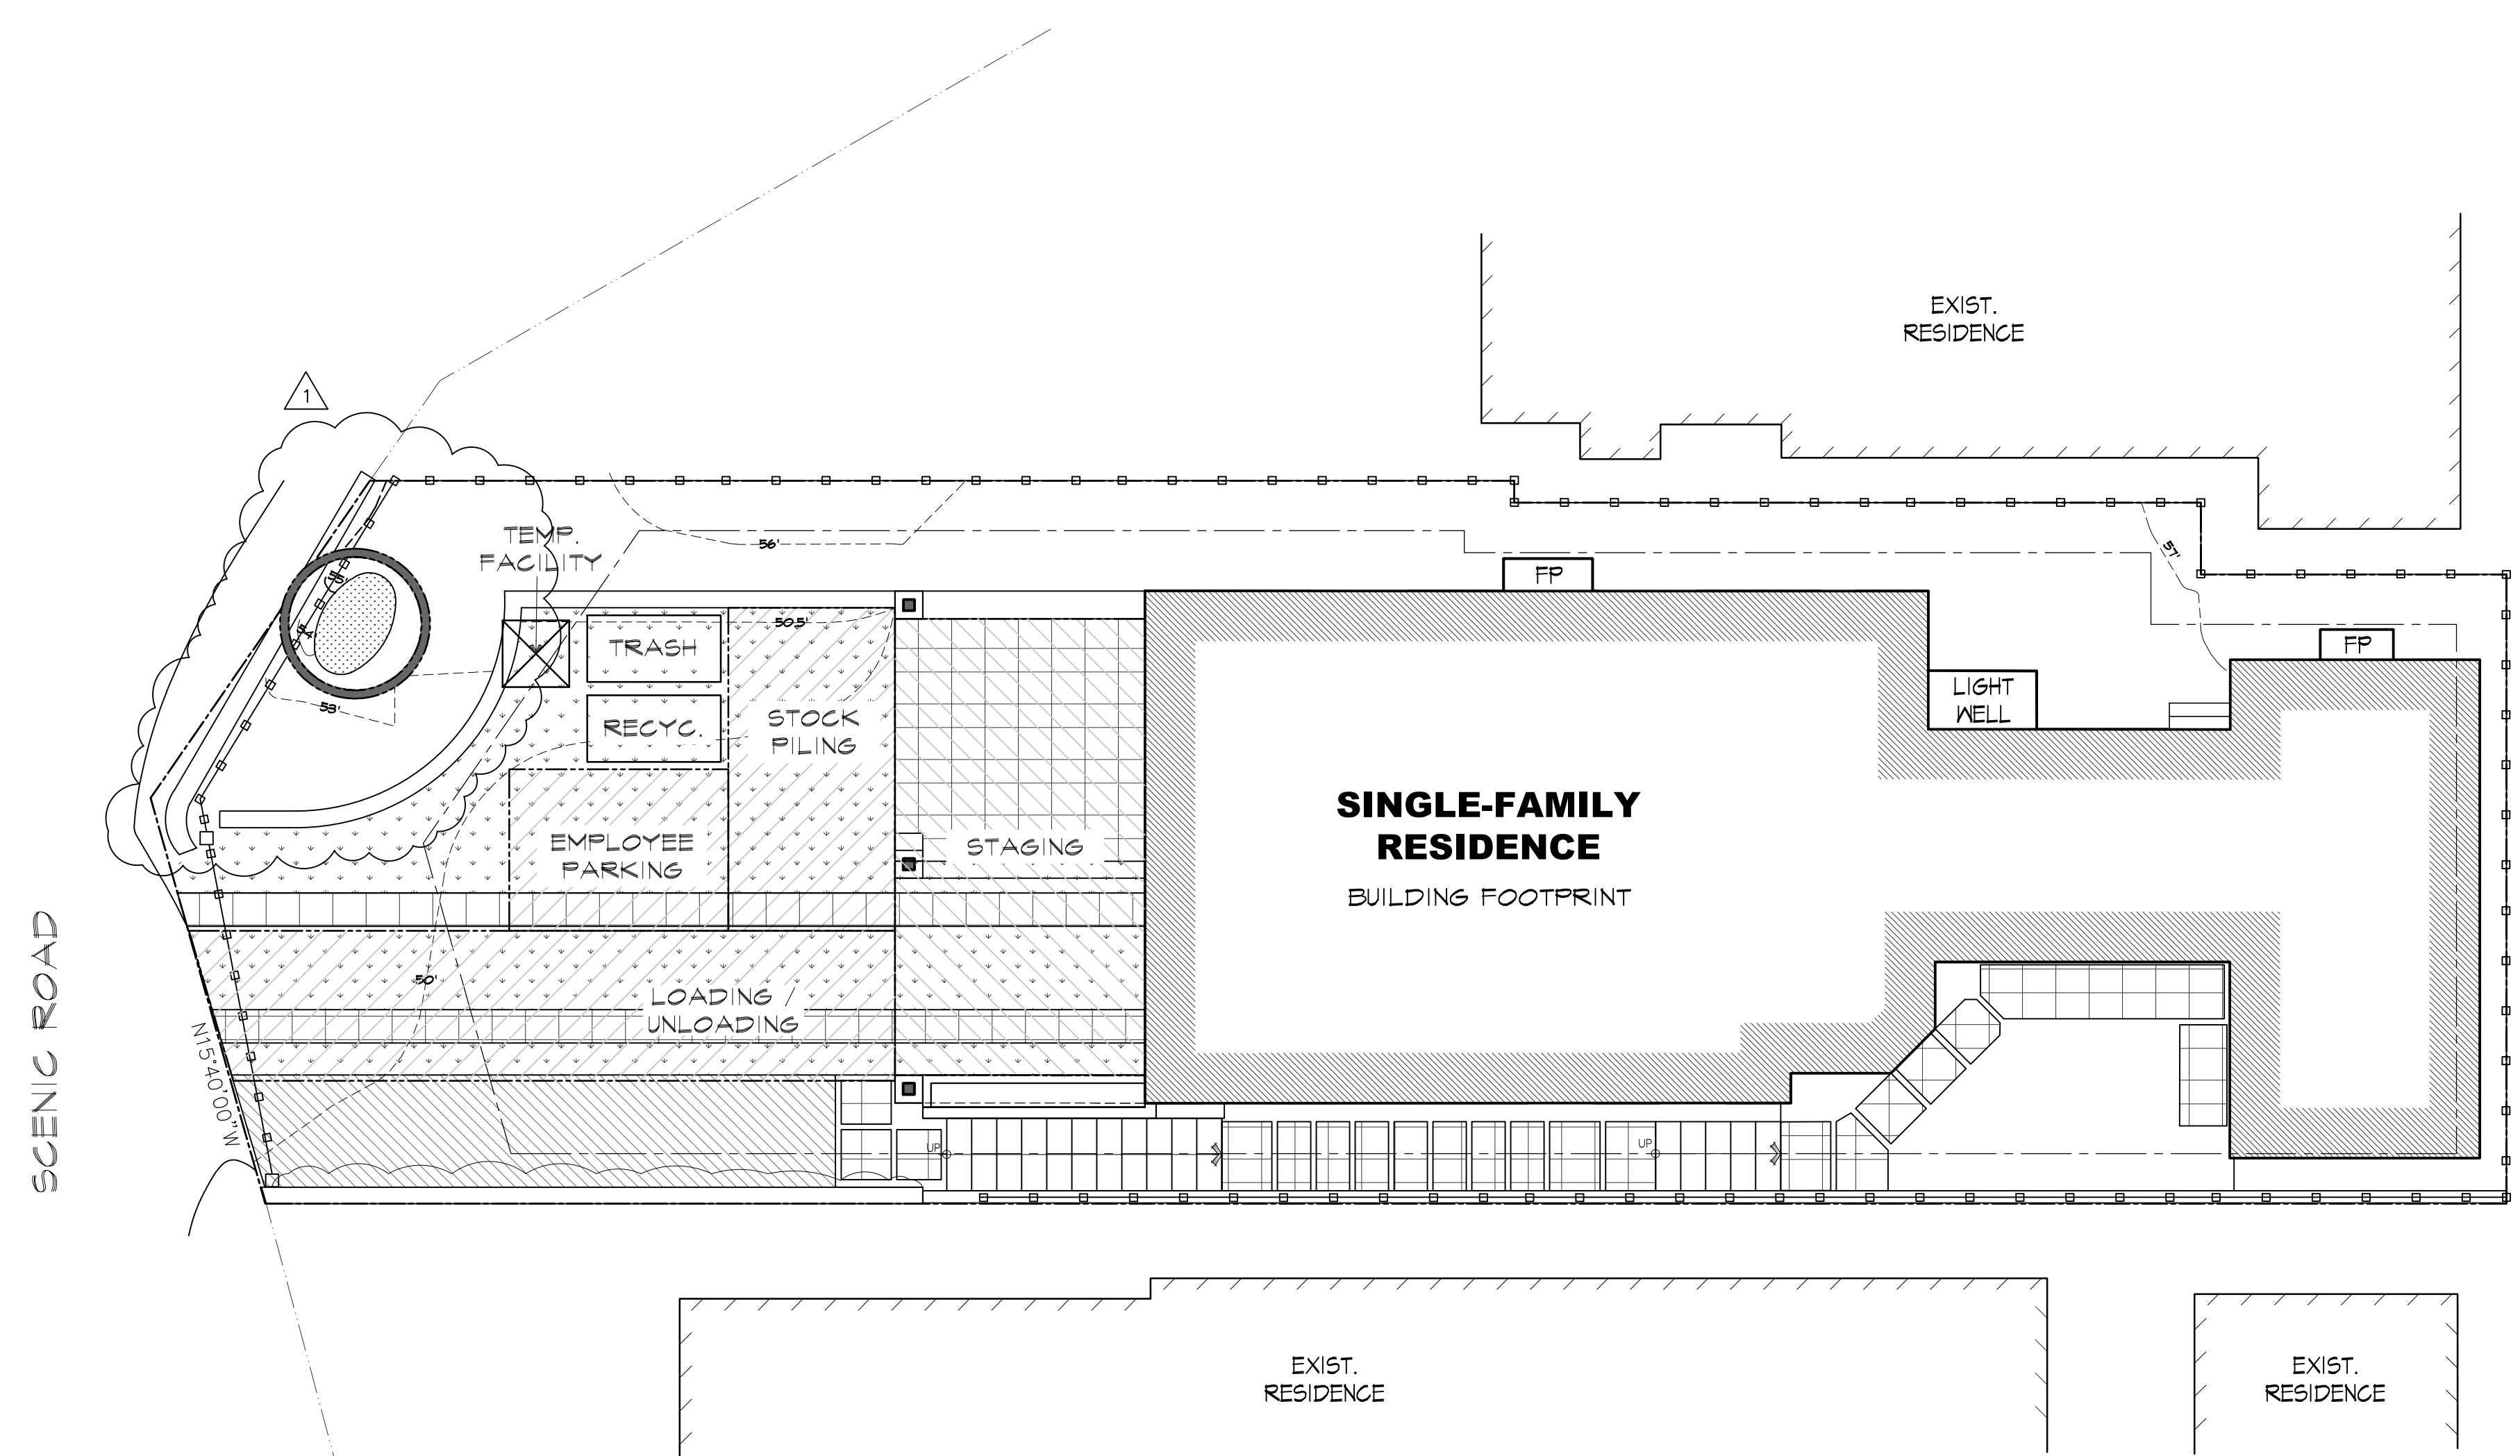 EXIST.
RESIDENCE
1
TEMP.
FACILITY
56'
57'
FP
55'
54'
53'
50.5'
TRASH
RECYC.
STOCK
PILING
FP
LIGHT
WELL
EMPLOYEE
PARKING
STAGING
SINGLE-FAMILY
RESIDENCE
BUILDING FOOTPRINT
SCENIC ROAD
50'
LOADING /
UNLOADING
N15°40'00"W
UP
UP
EXIST.
RESIDENCE
EXIST.
RESIDENCE